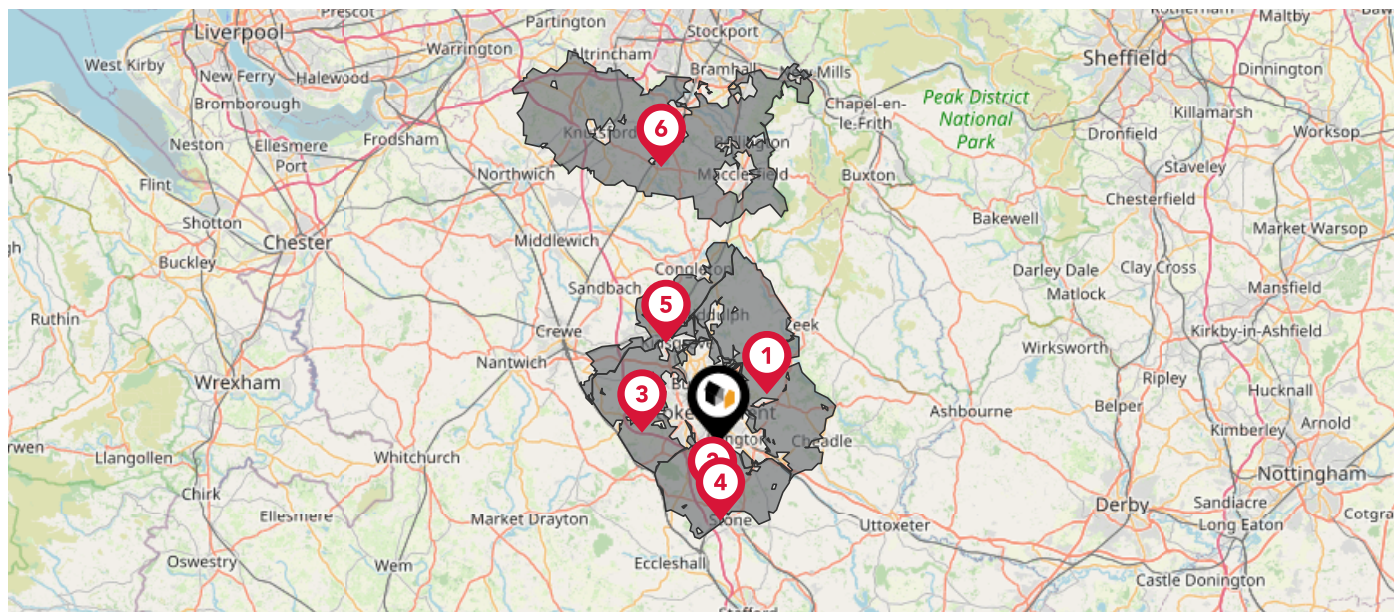 Prescot
Partington
Stockport
Rotherham
Maltby
Liverpool
West Kirby
Warrington
Altrincham
Sheffield
New Ferry
Halewood
Bramhall
Dinnington
Bromborough
Chapel-en-
le-Frith
Peak District
National
Park
Killamarsh
Frodsham
Knutsford
6
Dronfield
Worksop
Neston
Ellesmere
Port
Bollington
Staveley
Flint
Northwich
Macclesfield
Buxton
Chesterfield
Shotton
Bakewell
Chester
Middlewich
Market Warsop
Buckley
Congleton
Darley Dale
Clay Cross
Sandbach
Matlock
Mansfield
5
Ruthin
Crewe
Leek
Kirkby-in-Ashfield
Nantwich
1
Wirksworth
Wrexham
3
Ripley
Hucknall
Ashbourne
Belper
Arnold
Kimberley
Cheadle
Llangollen
Whitchurch
2
Nottingham
4
Chirk
Derby
Sandiacre
Ellesmere
Market Drayton
Stone
Uttoxeter
Long Eaton
Oswestry
Wem
Eccleshall
Castle Donington
Stafford